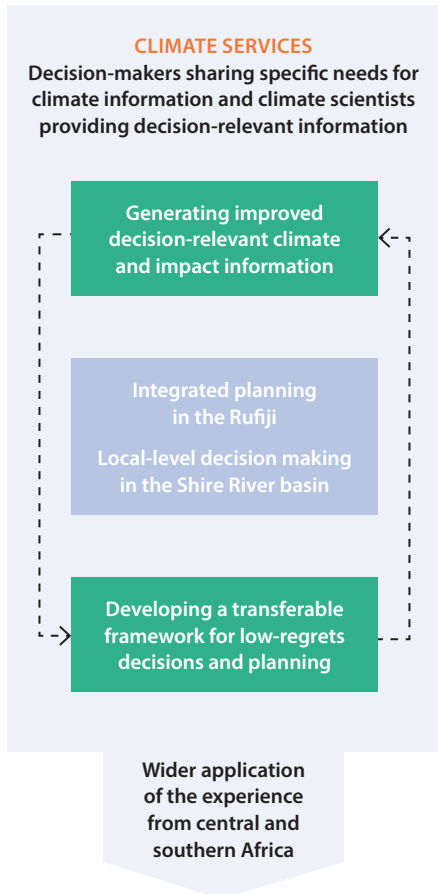 CLIMATE SERVICES
Decision-makers sharing specific needs for
climate information and climate scientists
providing decision-relevant information
Generating improved
decision-relevant climate
and impact information
Integrated planning
in the Rufiji
Local-level decision making
in the Shire River basin
Developing a transferable
framework for low-regrets
decisions and planning
Wider application
of the experience
from central and
southern Africa